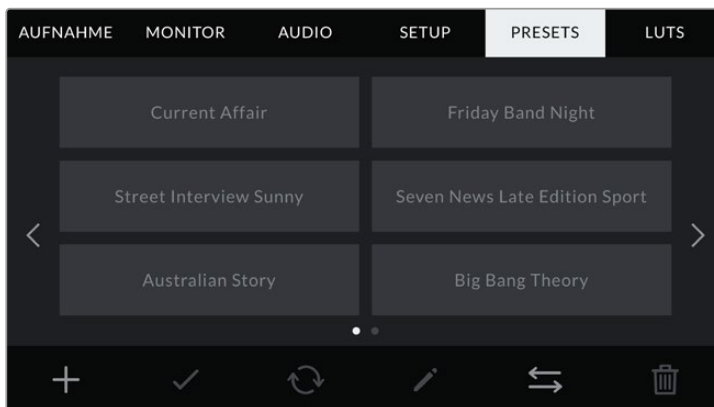 AUFNAHME MONITOR AUDIO SETUP PRESETS LUTS
Current Affair Friday Band Night
Street Interview Sunny Seven News Late Edition Sport
Australian Story Big Bang Theory